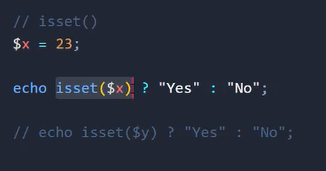 // isset()
$x = 23;
echo isset($x) ? "Yes" : "No";
// echo isset($y) ? "Yes" : "No";